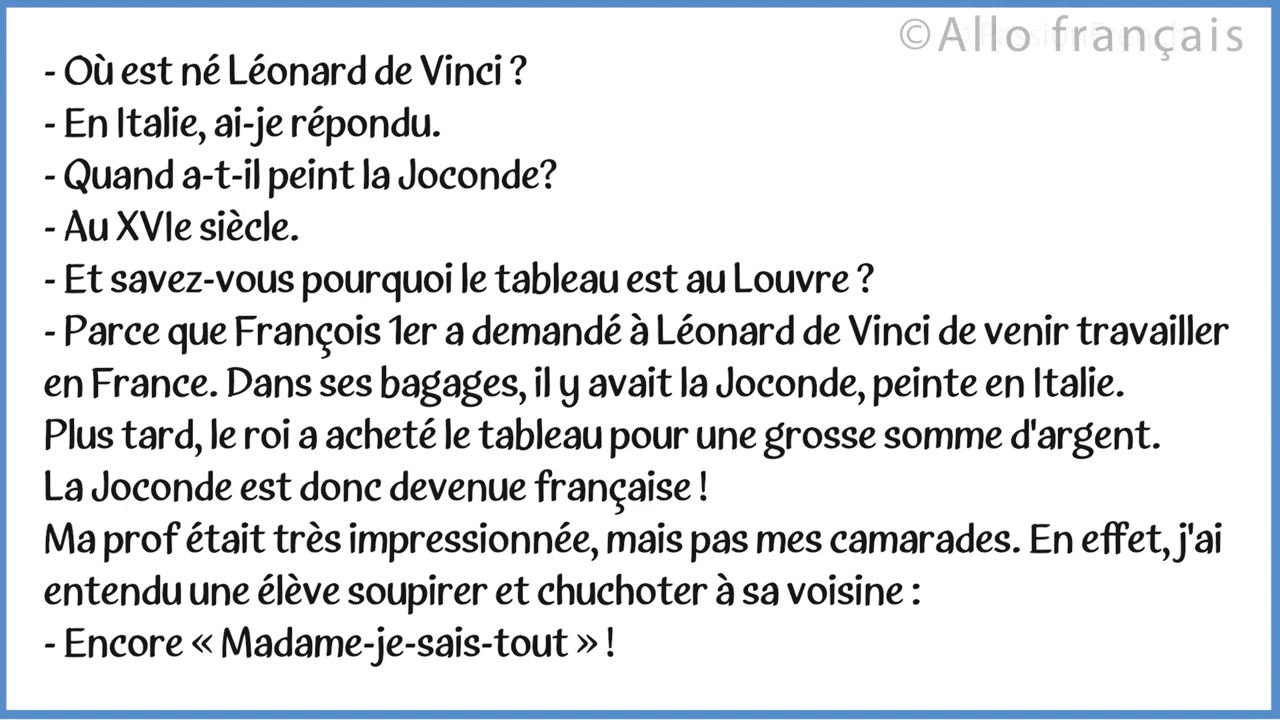 ©Allo français
- Où est né Léonard de Vinci ?
- En Italie, ai-je répondu.
- Quand a-t-il peint la Joconde?
- Au XVIe siècle.
- Et savez-vous pourquoi le tableau est au Louvre ?
- Parce que François 1er a demandé à Léonard de Vinci de venir travailler
en France. Dans ses bagages, il y avait la Joconde, peinte en Italie.
Plus tard, le roi a acheté le tableau pour une grosse somme d'argent.
La Joconde est donc devenue française !
Ma prof était très impressionnée, mais pas mes camarades. En effet, j'ai
entendu une élève soupirer et chuchoter à sa voisine :
- Encore « Madame-je-sais-tout » !